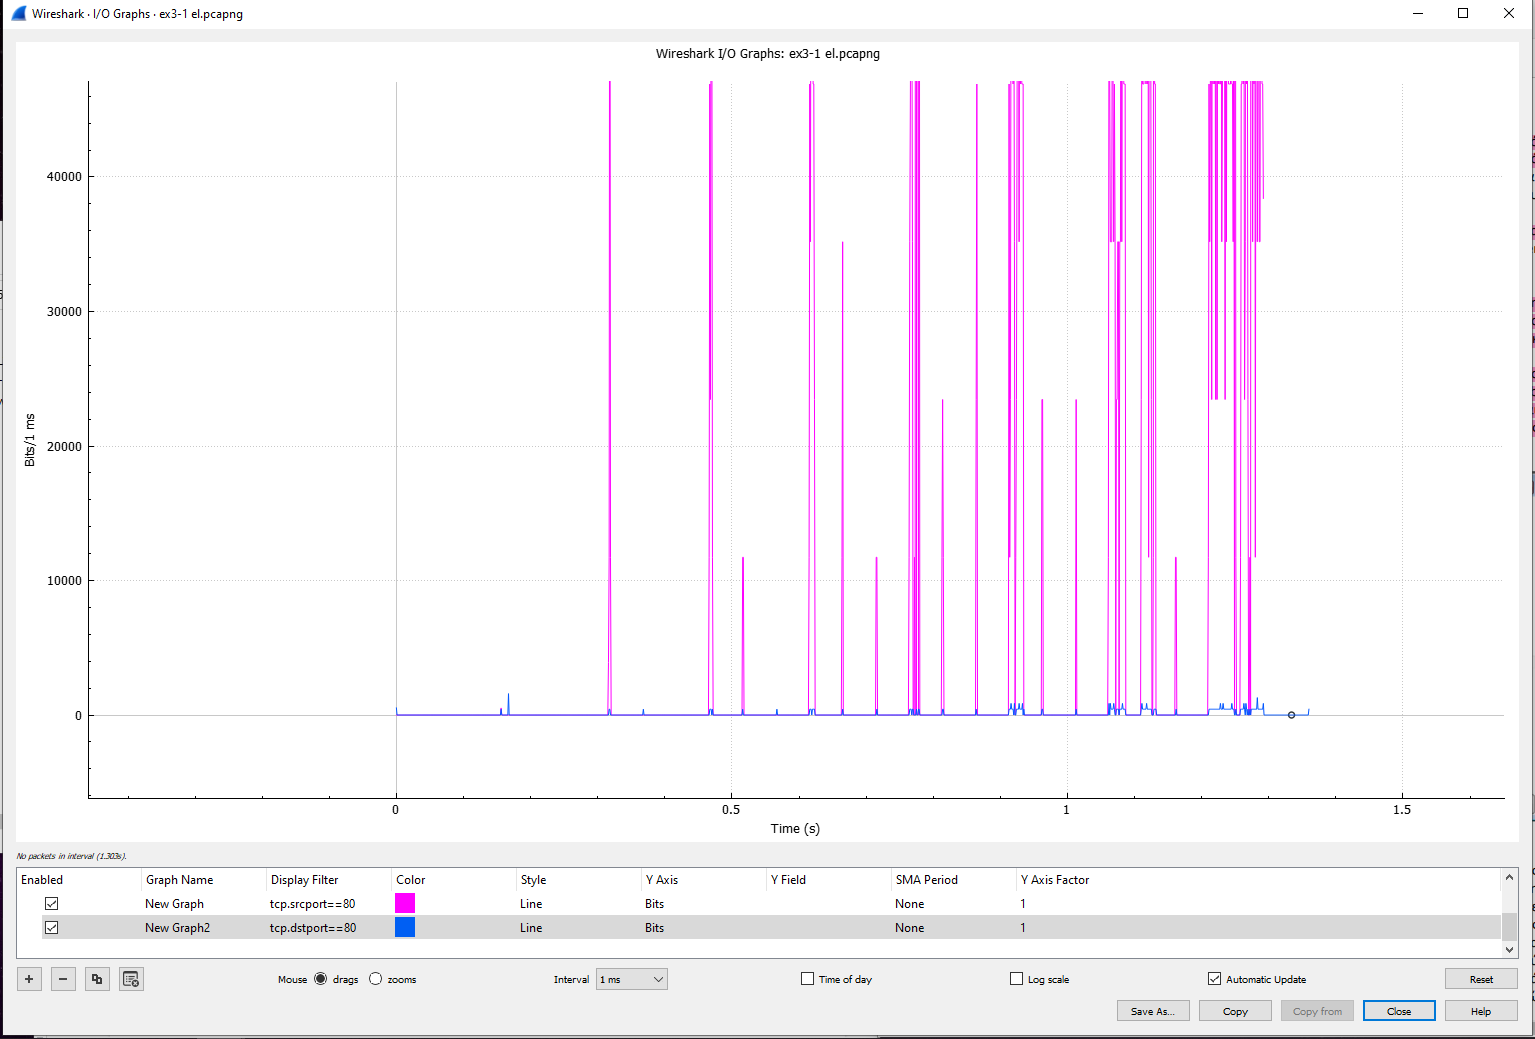 Wireshark · I/O Graphs · ex3-1 el.pcapng
Wireshark I/O Graphs: ex3-1 el.pcapng
40000
30000
20000
10000
0
Bits/1 ms
0 0.5 1 1.5
Time (s)
No packets in interval (1.303s).
Enabled Graph Name Display Filter Color Style Y Axis Y Field SMA Period Y Axis Factor
New Graph tcp.srcport==80 Line Bits None 1
New Graph2 tcp.dstport==80 Line Bits None 1
Mouse drags zooms Interval 1 ms Time of day Log scale Automatic Update Reset
Save As... Copy Copy from Close Help